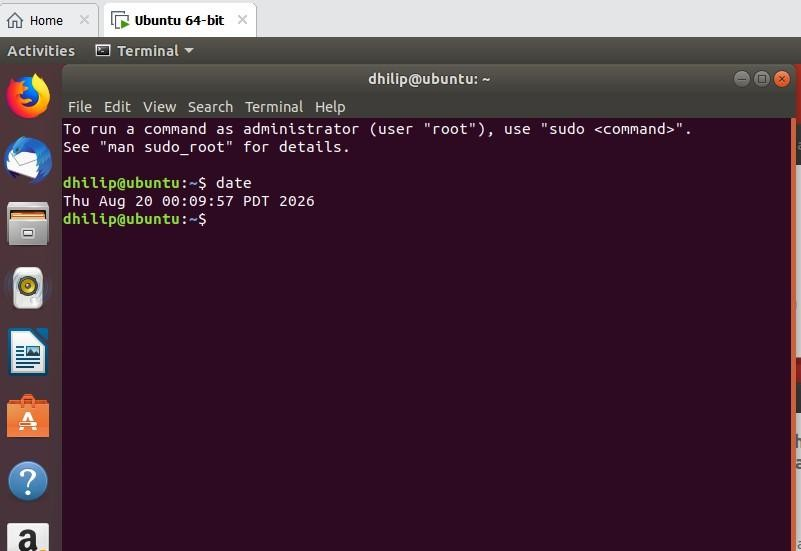 Home
Ubuntu 64-bit
Activities Terminal
dhilip@ubuntu: ~
File Edit View Search Terminal Help
To run a command as administrator (user "root"), use "sudo <command>".
See "man sudo_root" for details.
dhilip@ubuntu:~$ date
Thu Aug 20 00:09:57 PDT 2026
dhilip@ubuntu:~$